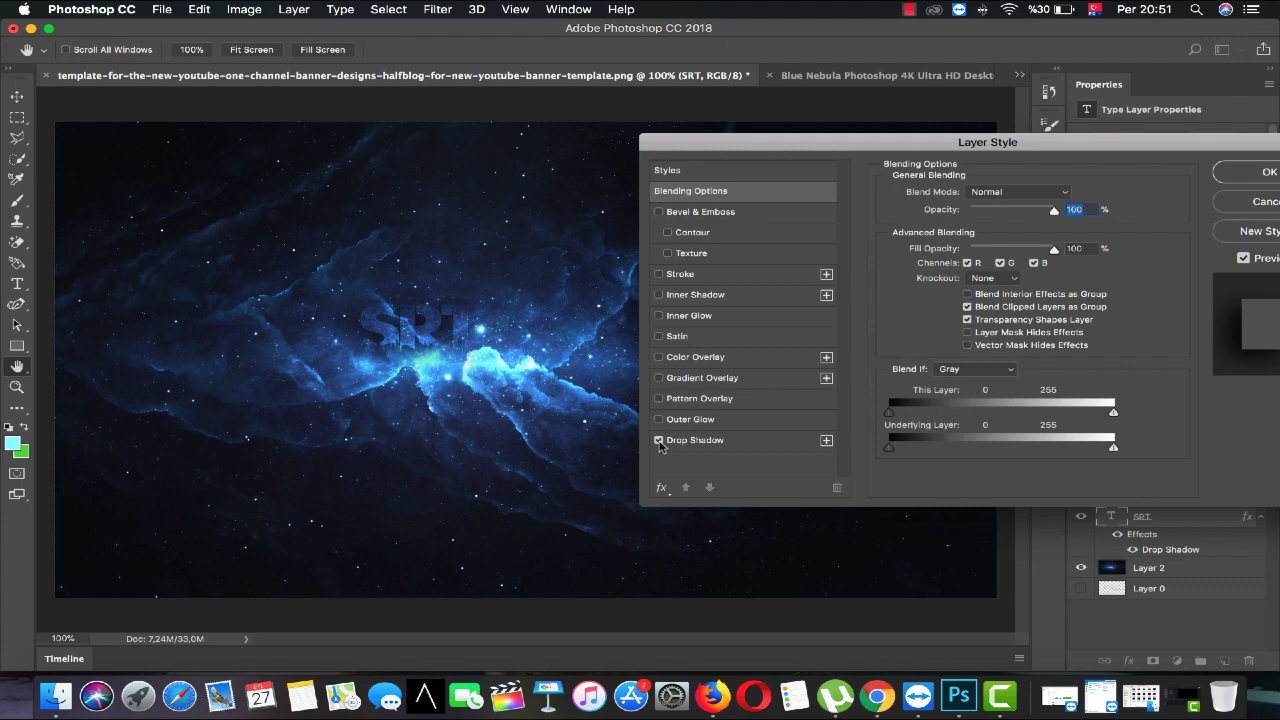 Photoshop CC File Edit Image Layer Type Select Filter 3D View Window Help %30 Per 20:51
Adobe Photoshop CC 2018
Scroll All Windows 100% Fit Screen Fill Screen
template-for-the-new-youtube-one-channel-banner-designs-halfblog-for-new-youtube-banner-template.png @ 100% (SRT, RGB/8) * Blue Nebula Photoshop 4K Ultra HD Deskt
Properties
T Type Layer Properties
Layer Style
Styles
Blending Options
Bevel & Emboss
Contour
Texture
Stroke
Inner Shadow
Inner Glow
Satin
Color Overlay
Gradient Overlay
Pattern Overlay
Outer Glow
Drop Shadow
fx
Blending Options
General Blending
Blend Mode: Normal
Opacity: 100 %
Advanced Blending
Fill Opacity: 100 %
Channels: R G B
Knockout: None
Blend Interior Effects as Group
Blend Clipped Layers as Group
Transparency Shapes Layer
Layer Mask Hides Effects
Vector Mask Hides Effects
Blend If: Gray
This Layer: 0 255
Underlying Layer: 0 255
OK
Cance
New Sty
Previ
SRT
T SRT fx
Effects
Drop Shadow
Layer 2
Layer 0
100% Doc: 7,24M/33,0M
Timeline
fx
27
7
Ps